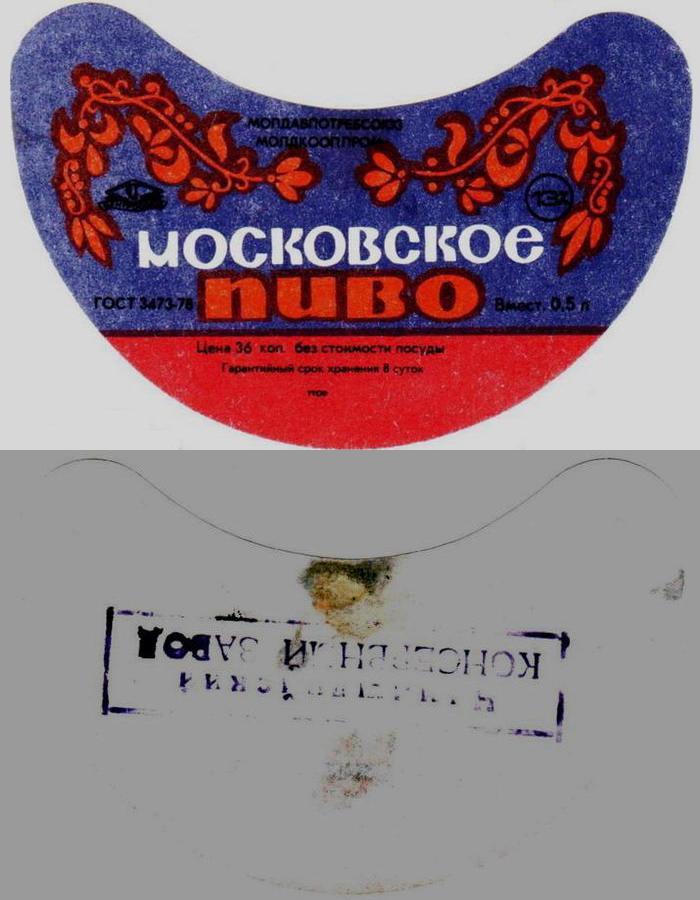 МОЛДАВПОТРЕБСОЮЗ
МОЛДКООППРОМ
13%
МОСКОВСКОЕ
ПИВО
ГОСТ 3473-78
Вмест. 0,5 л
Цена 36 коп. без стоимости посуды
Гарантийный срок хранения 8 суток
КОНСЕРВНЫЙ ЗАВОД